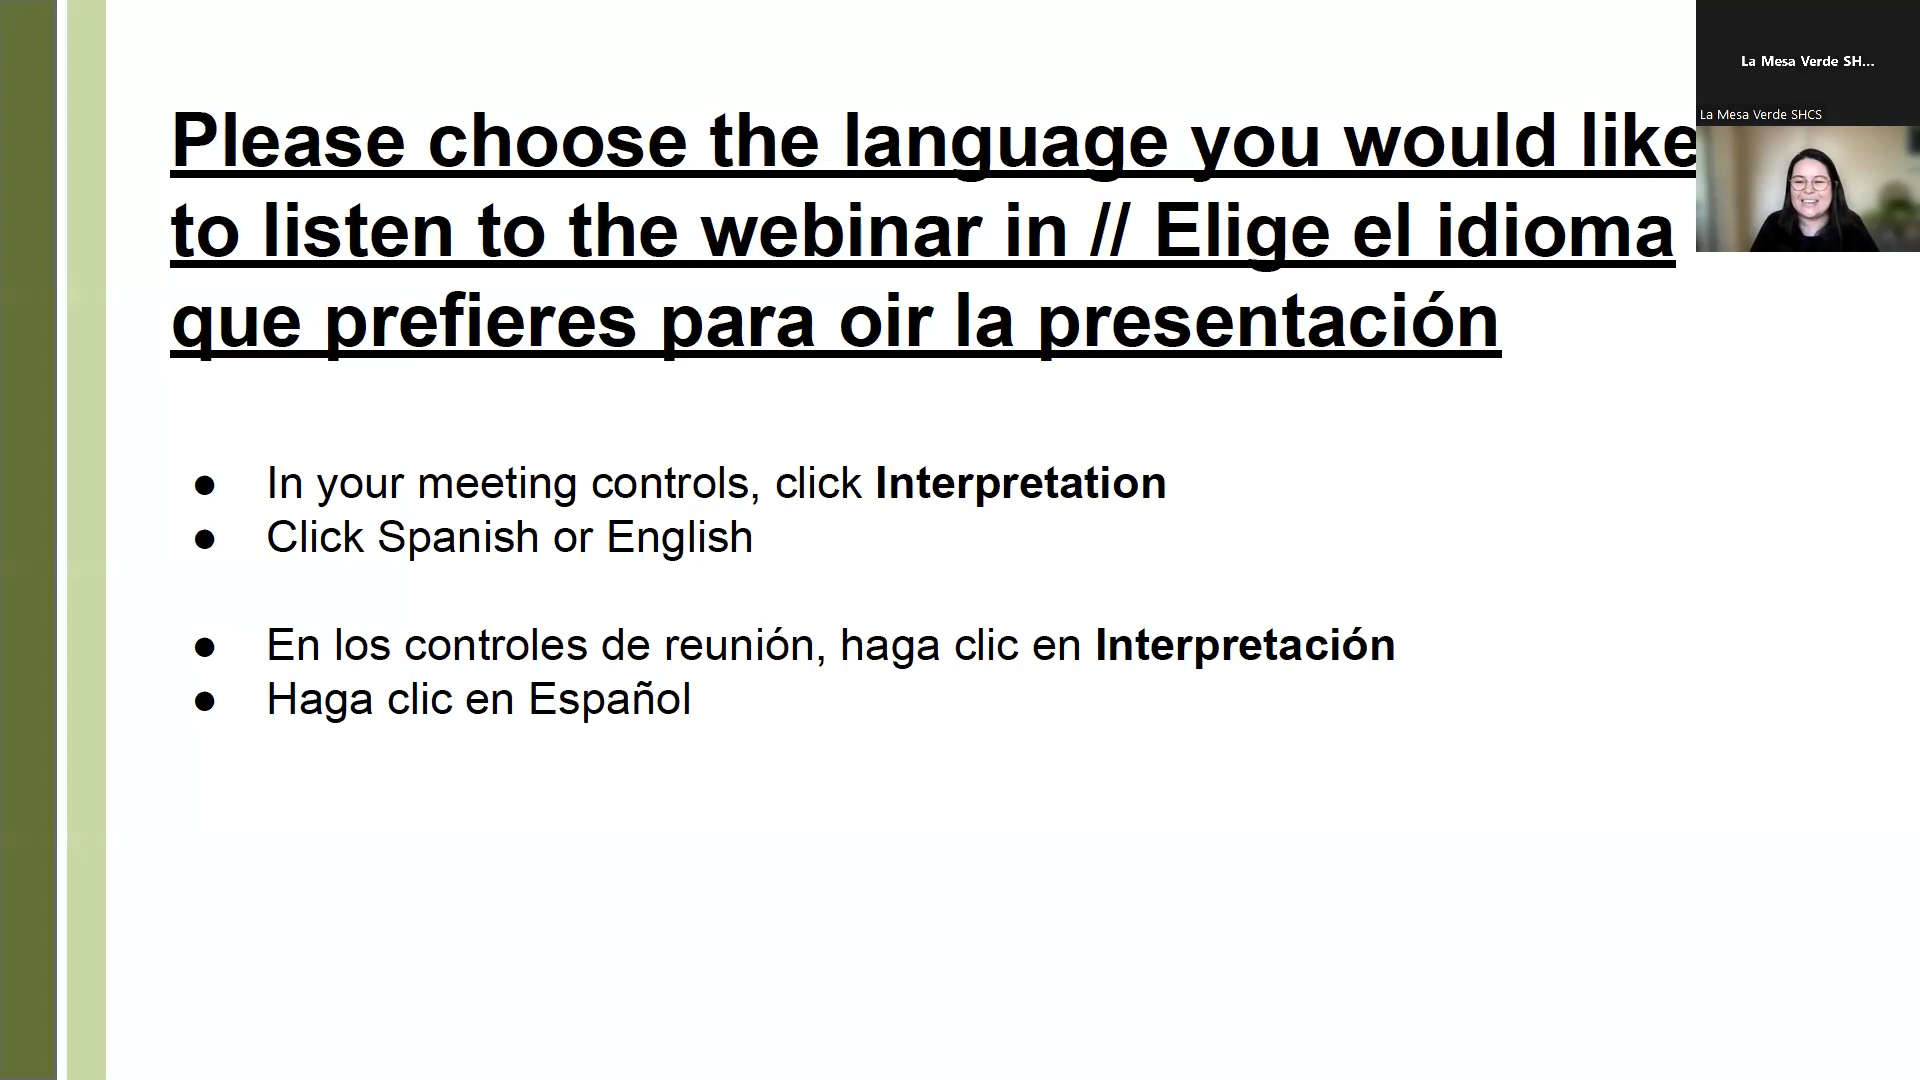 Please choose the language you would like
to listen to the webinar in // Elige el idioma
que prefieres para oir la presentación
● In your meeting controls, click Interpretation
● Click Spanish or English
● En los controles de reunión, haga clic en Interpretación
● Haga clic en Español
La Mesa Verde SH...
La Mesa Verde SHCS